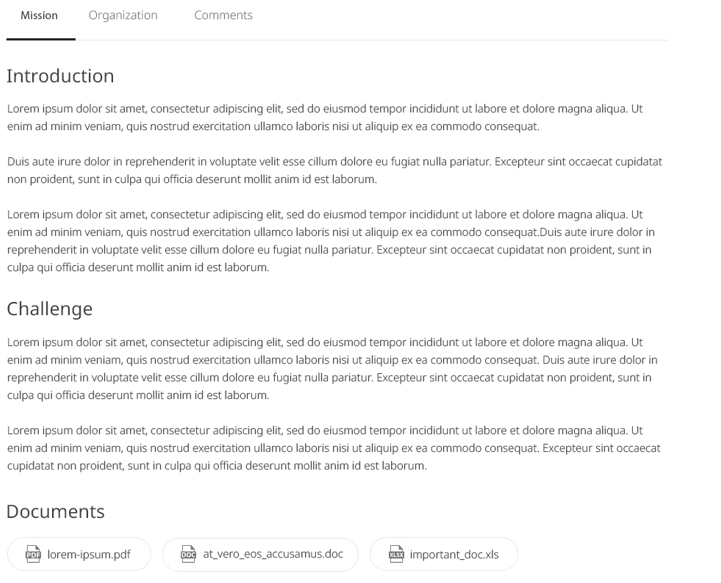 Mission Organization Comments
Introduction
Lorem ipsum dolor sit amet, consectetur adipiscing elit, sed do eiusmod tempor incididunt ut labore et dolore magna aliqua. Ut
enim ad minim veniam, quis nostrud exercitation ullamco laboris nisi ut aliquip ex ea commodo consequat.
Duis aute irure dolor in reprehenderit in voluptate velit esse cillum dolore eu fugiat nulla pariatur. Excepteur sint occaecat cupidatat
non proident, sunt in culpa qui officia deserunt mollit anim id est laborum.
Lorem ipsum dolor sit amet, consectetur adipiscing elit, sed do eiusmod tempor incididunt ut labore et dolore magna aliqua. Ut
enim ad minim veniam, quis nostrud exercitation ullamco laboris nisi ut aliquip ex ea commodo consequat.Duis aute irure dolor in
reprehenderit in voluptate velit esse cillum dolore eu fugiat nulla pariatur. Excepteur sint occaecat cupidatat non proident, sunt in
culpa qui officia deserunt mollit anim id est laborum.
Challenge
Lorem ipsum dolor sit amet, consectetur adipiscing elit, sed do eiusmod tempor incididunt ut labore et dolore magna aliqua. Ut
enim ad minim veniam, quis nostrud exercitation ullamco laboris nisi ut aliquip ex ea commodo consequat. Duis aute irure dolor in
reprehenderit in voluptate velit esse cillum dolore eu fugiat nulla pariatur. Excepteur sint occaecat cupidatat non proident, sunt in
culpa qui officia deserunt mollit anim id est laborum.
Lorem ipsum dolor sit amet, consectetur adipiscing elit, sed do eiusmod tempor incididunt ut labore et dolore magna aliqua. Ut
enim ad minim veniam, quis nostrud exercitation ullamco laboris nisi ut aliquip ex ea commodo consequat. Excepteur sint occaecat
cupidatat non proident, sunt in culpa qui officia deserunt mollit anim id est laborum.
Documents
PDF lorem-ipsum.pdf DOC at_vero_eos_accusamus.doc XLSX important_doc.xls